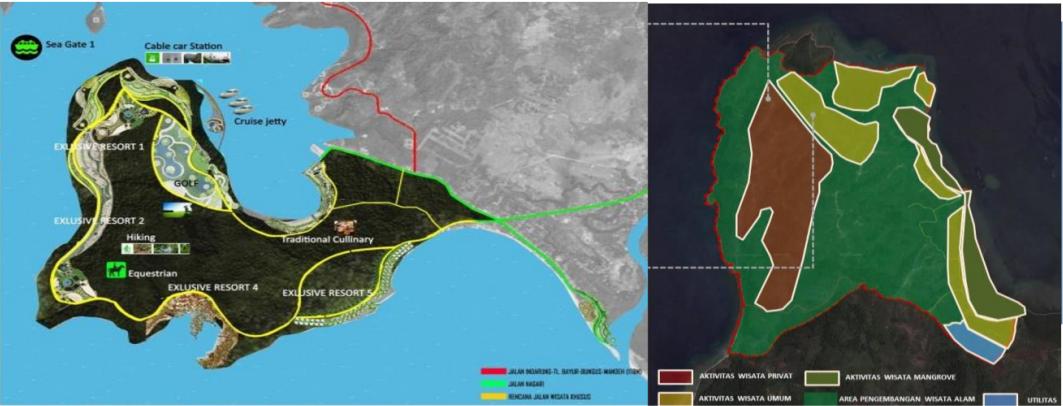 Sea Gate 1
Cable car Station
Cruise jetty
EXLUSIVE RESORT 1
GOLF
EXLUSIVE RESORT 2
Hiking
Traditional Cullinary
Equestrian
EXLUSIVE RESORT 4
EXLUSIVE RESORT 5
JALAN INDARUNG-TL. BAYUR-BUNGUS-MANDEH
JALAN NAGARI
RENCANA JALAN WISATA KHUSUS
AKTIVITAS WISATA PRIVAT
AKTIVITAS WISATA MANGROVE
AKTIVITAS WISATA UMUM
AREA PENGEMBANGAN WISATA ALAM
UTILITAS